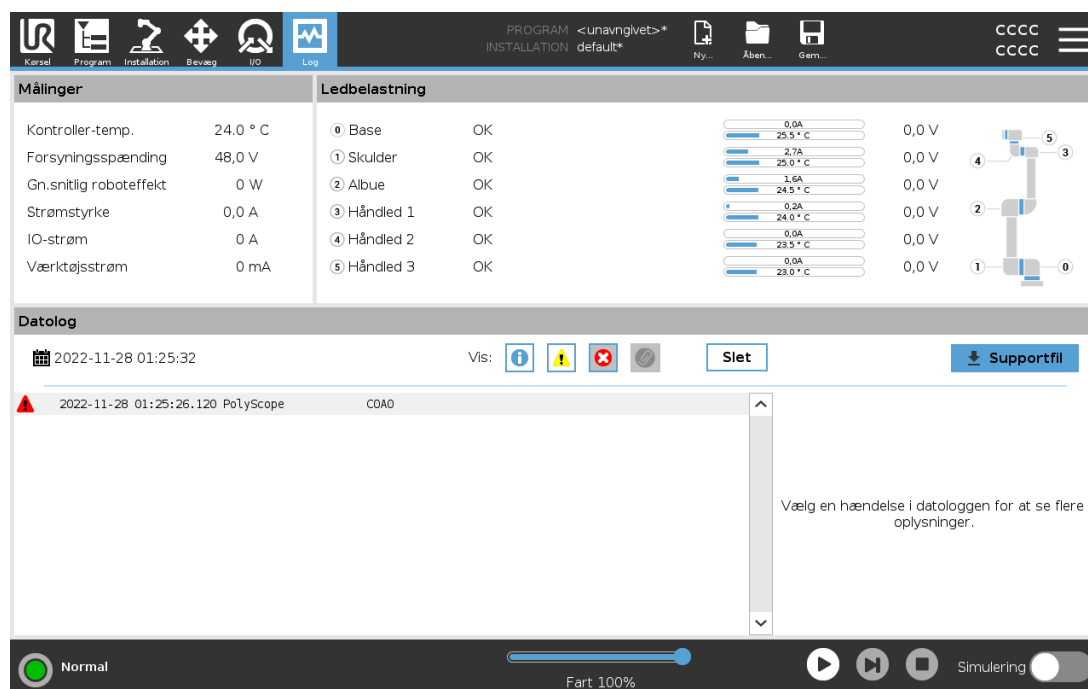 UR
Kørsel Program Installation Bevæg I/O Log
PROGRAM <unavngivet>*
INSTALLATION default*
Ny... Åben... Gem...
cccc
cccc
Målinger
Kontroller-temp. 24.0 ° C
Forsyningsspænding 48,0 V
Gn.snitlig roboteffekt 0 W
Strømstyrke 0,0 A
IO-strøm 0 A
Værktøjsstrøm 0 mA
Ledbelastning
0 Base OK 0,0A 25.5 ° C 0,0 V
1 Skulder OK 2,7A 25.0 ° C 0,0 V
2 Albue OK 1,6A 24.5 ° C 0,0 V
3 Håndled 1 OK 0,2A 24.0 ° C 0,0 V
4 Håndled 2 OK 0,0A 23.5 ° C 0,0 V
5 Håndled 3 OK 0,0A 23.0 ° C 0,0 V
5
3
4
2
1 0
Datolog
2022-11-28 01:25:32 Vis: Slet Supportfil
2022-11-28 01:25:26.120 PolyScope C0A0
Vælg en hændelse i datologgen for at se flere
oplysninger.
Normal
Fart 100%
Simulering